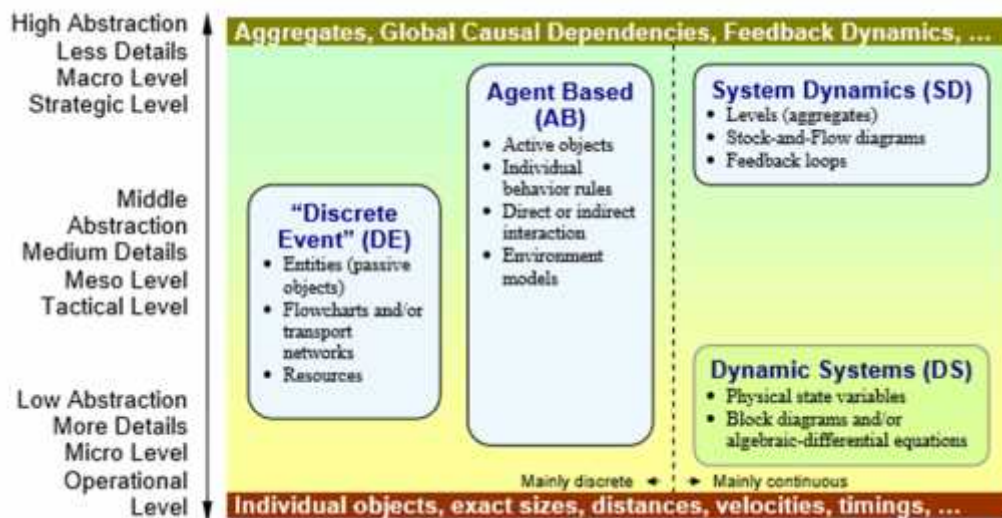 High Abstraction
Less Details
Macro Level
Strategic Level
Middle
Abstraction
Medium Details
Meso Level
Tactical Level
Low Abstraction
More Details
Micro Level
Operational
Level
Aggregates, Global Causal Dependencies, Feedback Dynamics, ...
"Discrete
Event" (DE)
• Entities (passive
objects)
• Flowcharts and/or
transport
networks
• Resources
Agent Based
(AB)
• Active objects
• Individual
behavior rules
• Direct or indirect
interaction
• Environment
models
System Dynamics (SD)
• Levels (aggregates)
• Stock-and-Flow diagrams
• Feedback loops
Dynamic Systems (DS)
• Physical state variables
• Block diagrams and/or
algebraic-differential equations
Mainly discrete
Mainly continuous
Individual objects, exact sizes, distances, velocities, timings, ...